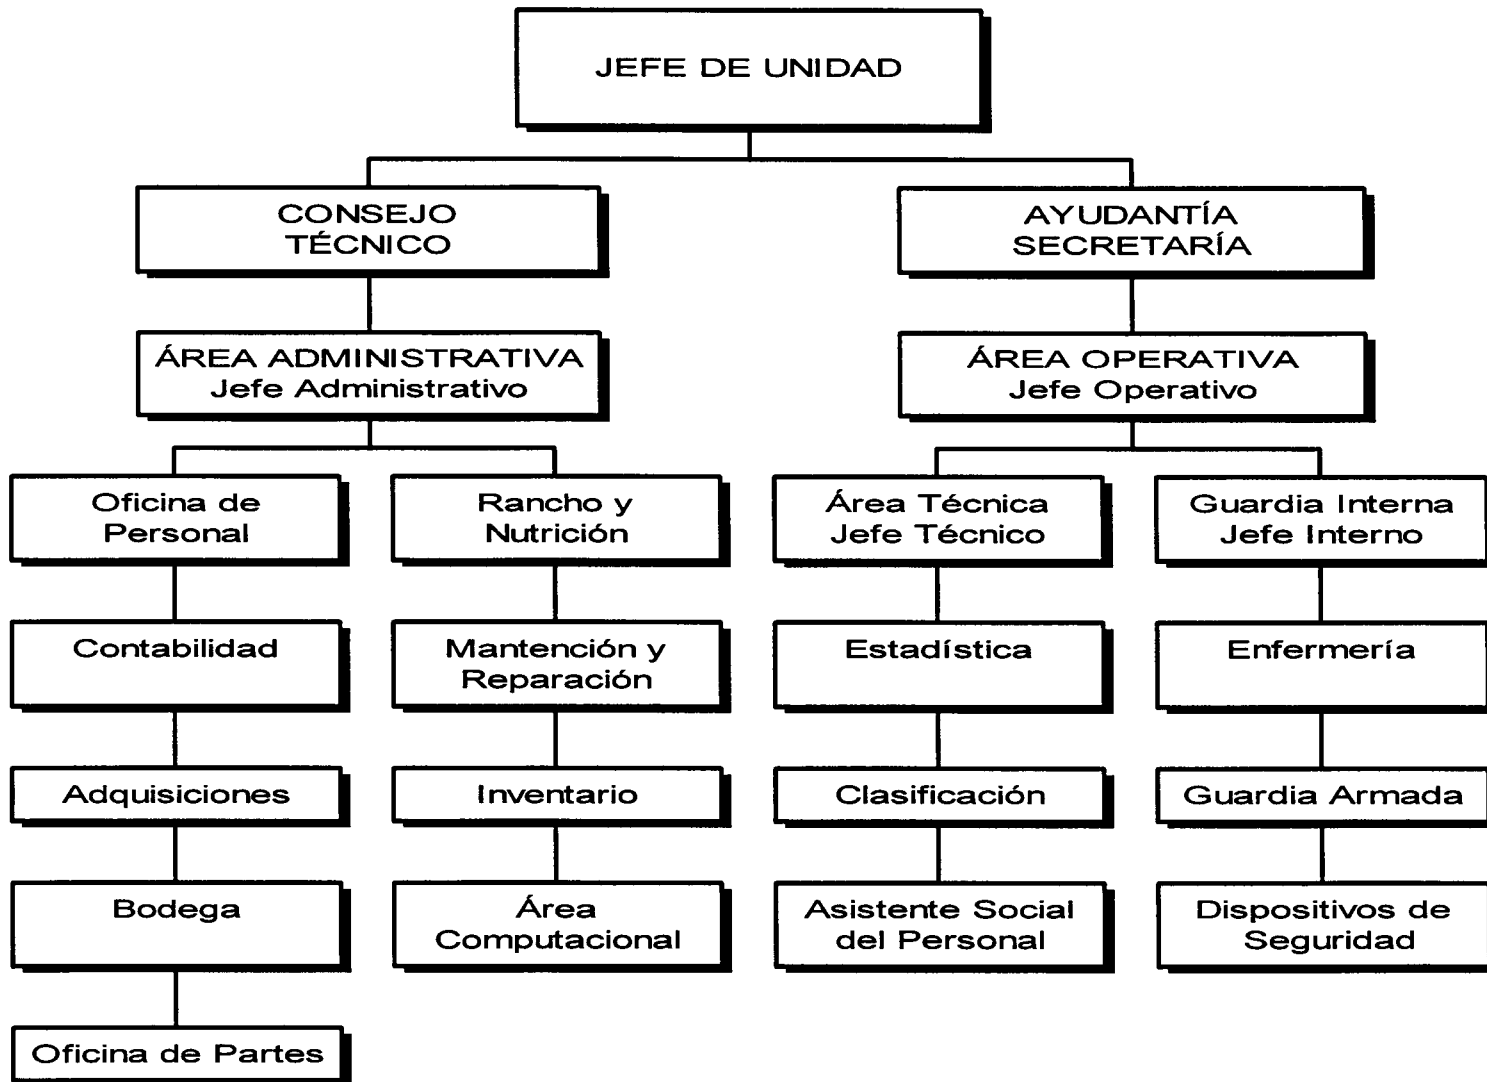 JEFE DE UNIDAD
CONSEJO
TÉCNICO
AYUDANTÍA
SECRETARÍA
ÁREA ADMINISTRATIVA
Jefe Administrativo
ÁREA OPERATIVA
Jefe Operativo
Oficina de
Personal
Rancho y
Nutrición
Área Técnica
Jefe Técnico
Guardia Interna
Jefe Interno
Contabilidad
Mantención y
Reparación
Estadística
Enfermería
Adquisiciones
Inventario
Clasificación
Guardia Armada
Bodega
Área
Computacional
Asistente Social
del Personal
Dispositivos de
Seguridad
Oficina de Partes